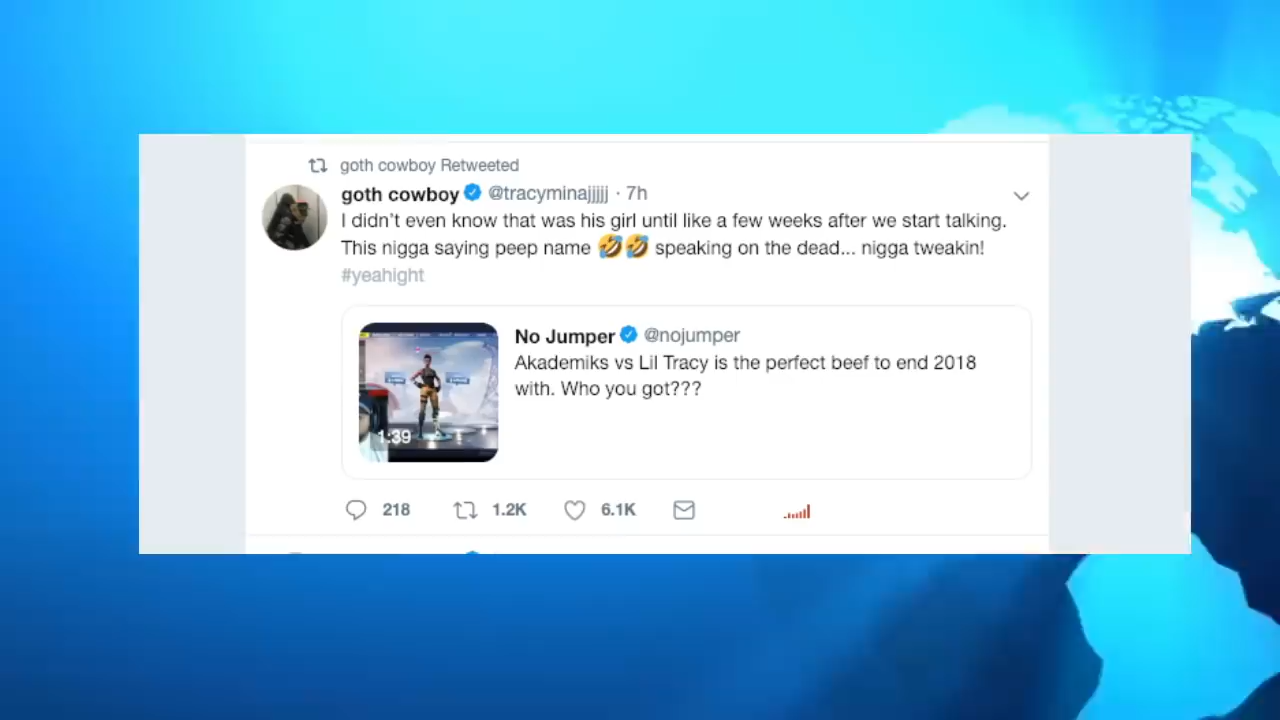 goth cowboy Retweeted
goth cowboy @tracyminajjjjj · 7h
I didn't even know that was his girl until like a few weeks after we start talking.
This nigga saying peep name 🤣🤣 speaking on the dead... nigga tweakin!
#yeahight
No Jumper @nojumper
Akademiks vs Lil Tracy is the perfect beef to end 2018
with. Who you got???
1:39
218 1.2K 6.1K